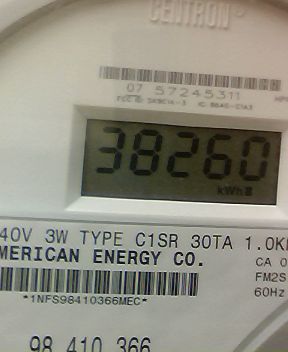 CENTRON®
07 57245311
38260
kWh
40V 3W TYPE C1SR 30TA 1.0K
MERICAN ENERGY CO.
CA 0
FM2S
60Hz
*1NFS98410366MEC*
98 410 366